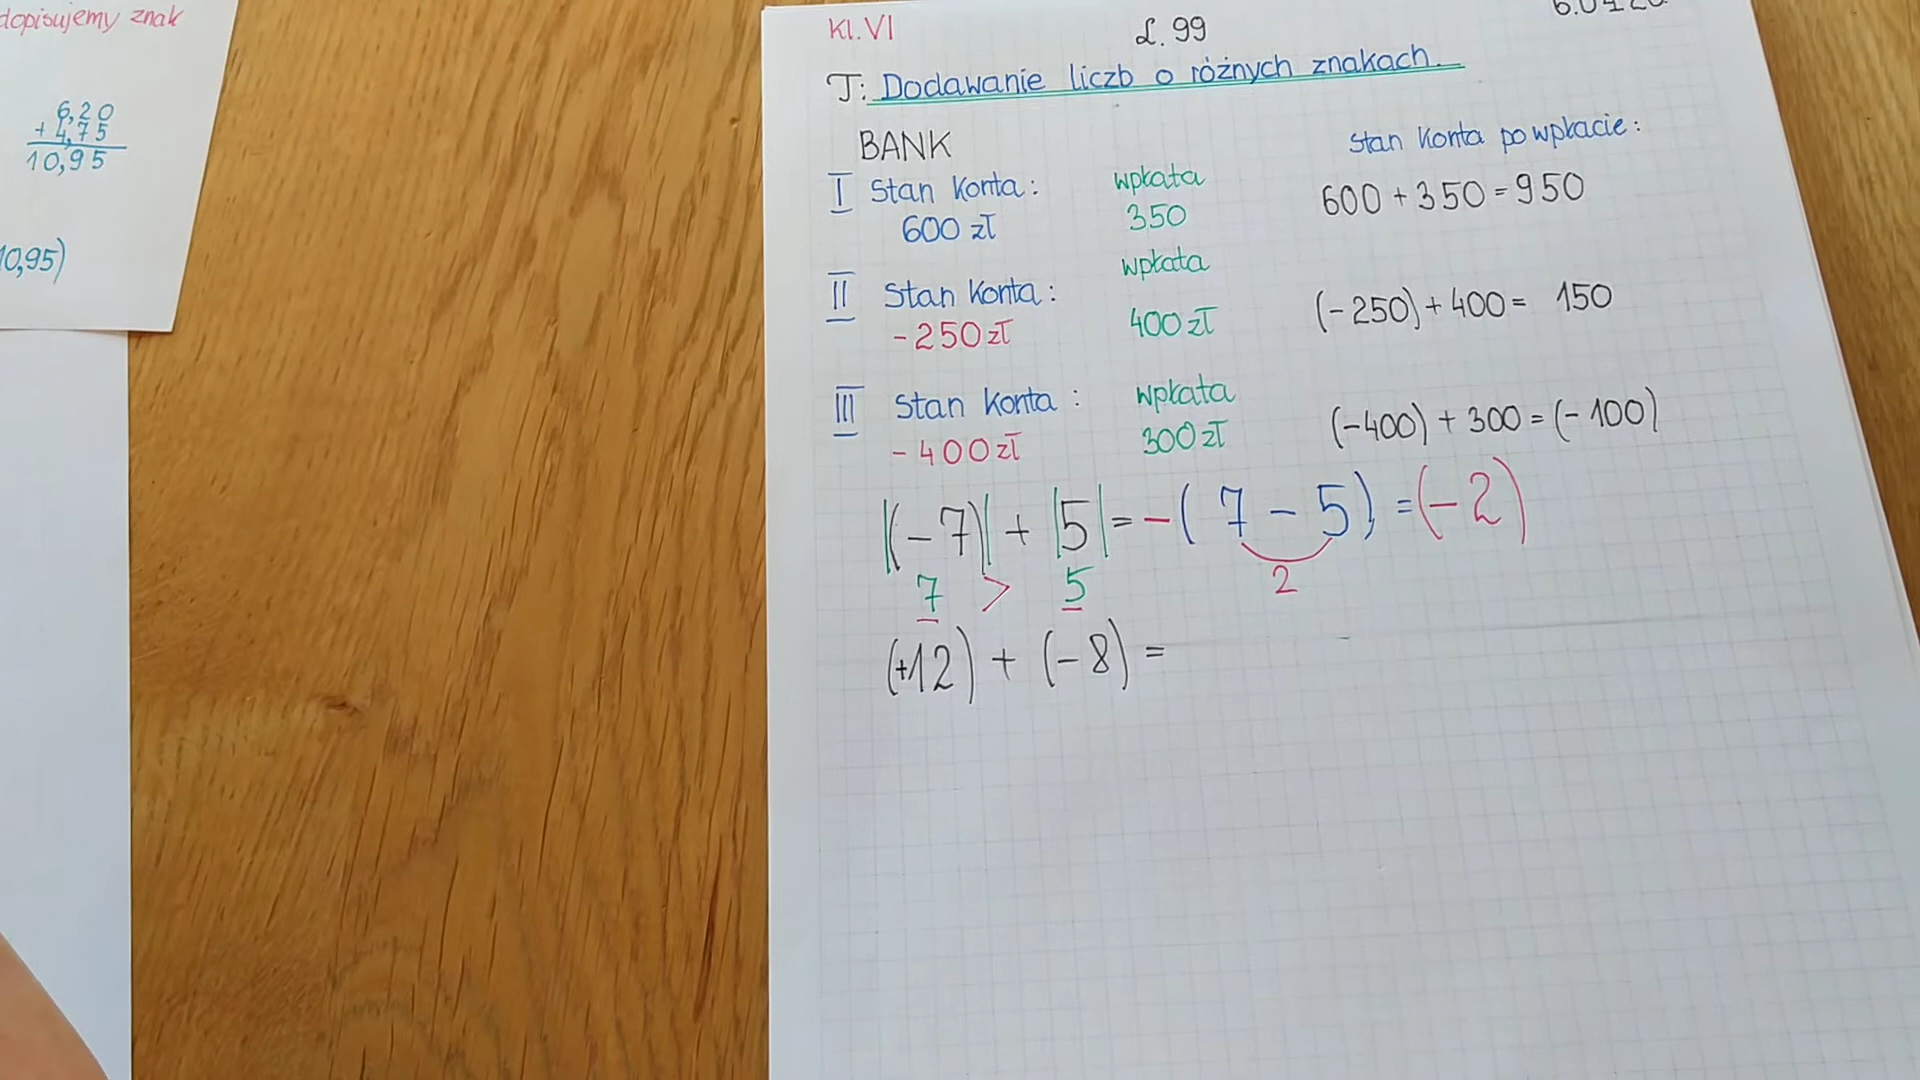 dopisujemy znak
6,20
+ 4,75
10,95
10,95)
Kl. VI
L. 99
T: Dodawanie liczb o różnych znakach.
BANK
Stan konta po wpłacie:
I Stan konta: wpłata
600 zł 350
600 + 350 = 950
wpłata
II Stan konta:
-250 zł 400 zł
(-250) + 400 = 150
III Stan konta: wpłata
-400 zł 300 zł
(-400) + 300 = (-100)
|(-7)| + |5| = -(7 - 5) = (-2)
7 > 5 2
(+12) + (-8) =